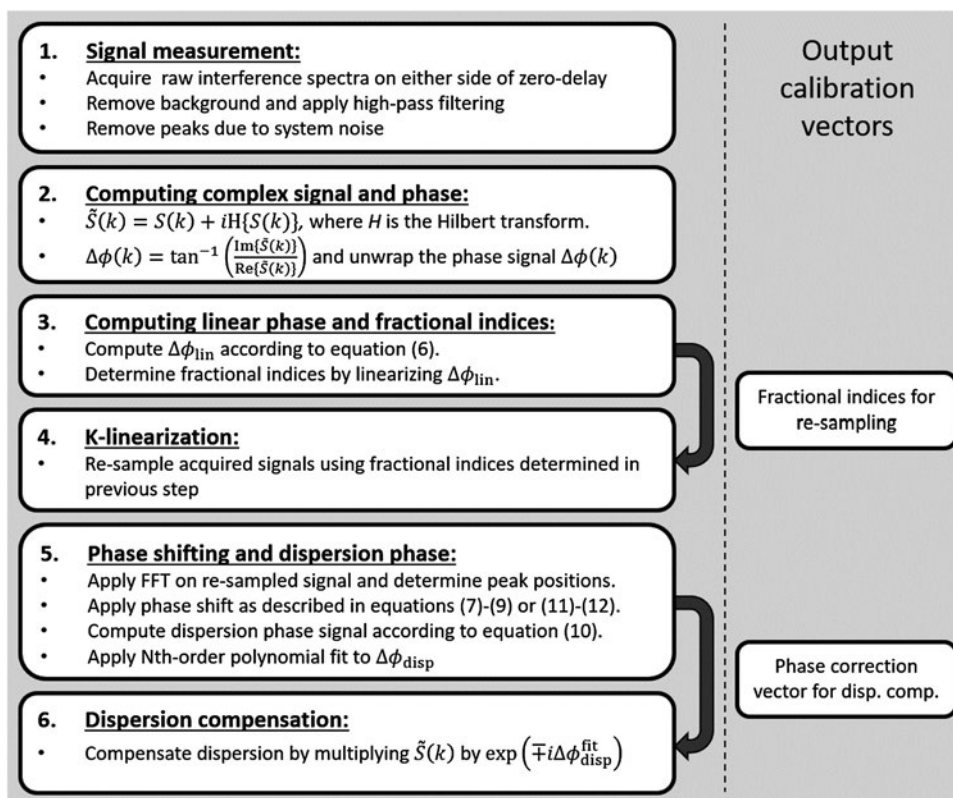 1. Signal measurement:
• Acquire raw interference spectra on either side of zero-delay
• Remove background and apply high-pass filtering
• Remove peaks due to system noise
2. Computing complex signal and phase:
• S̃(k) = S(k) + iH{S(k)}, where H is the Hilbert transform.
• Δϕ(k) = tan⁻¹(Im{S̃(k)}/Re{S̃(k)}) and unwrap the phase signal Δϕ(k)
3. Computing linear phase and fractional indices:
• Compute Δϕ_lin according to equation (6).
• Determine fractional indices by linearizing Δϕ_lin.
4. K-linearization:
• Re-sample acquired signals using fractional indices determined in
previous step
5. Phase shifting and dispersion phase:
• Apply FFT on re-sampled signal and determine peak positions.
• Apply phase shift as described in equations (7)-(9) or (11)-(12).
• Compute dispersion phase signal according to equation (10).
• Apply Nth-order polynomial fit to Δϕ_disp
6. Dispersion compensation:
• Compensate dispersion by multiplying S̃(k) by exp(∓iΔϕ_disp^fit)
Output
calibration
vectors
Fractional indices for
re-sampling
Phase correction
vector for disp. comp.